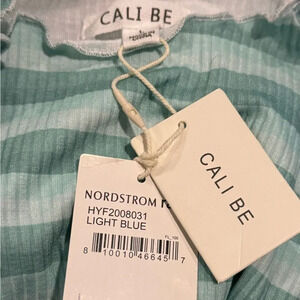 CALI BE
CALI BE
NORDSTROM
HYF2008031
LIGHT BLUE
8 10010 46645 7